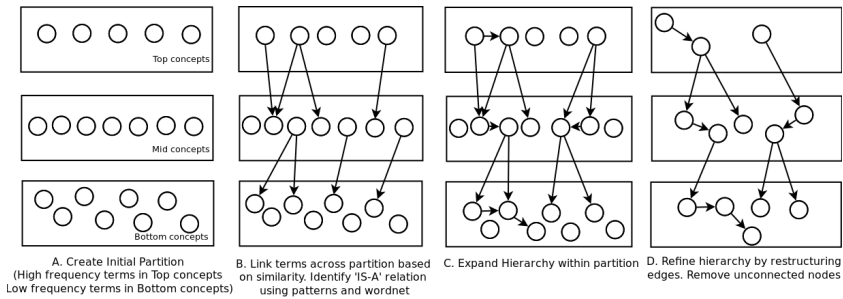 Top concepts
Mid concepts
Bottom concepts
A. Create Initial Partition
(High frequency terms in Top concepts
Low frequency terms in Bottom concepts)
B. Link terms across partition based
on similarity. Identify 'IS-A' relation
using patterns and wordnet
C. Expand Hierarchy within partition
D. Refine hierarchy by restructuring
edges. Remove unconnected nodes